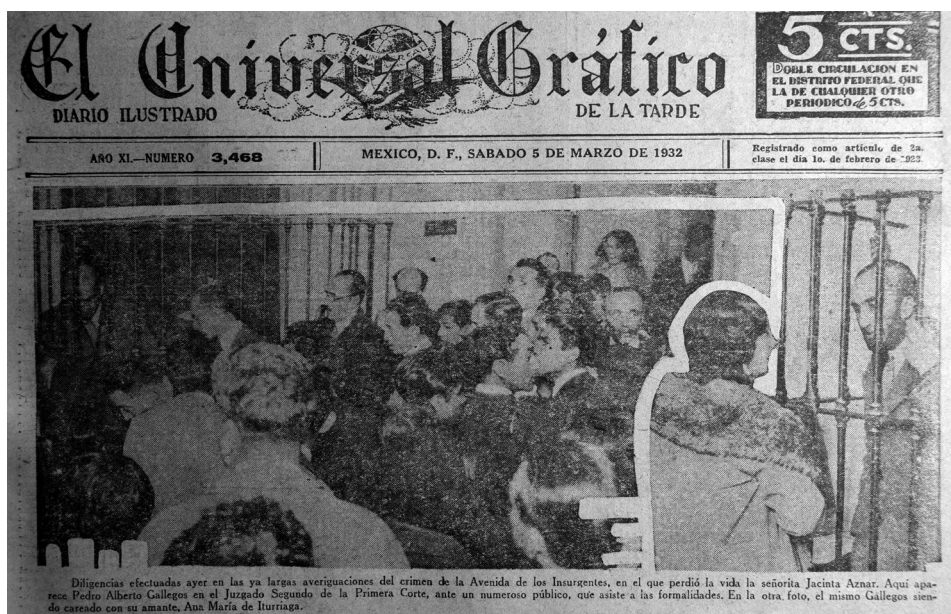 El Universal Gráfico
DIARIO ILUSTRADO
DE LA TARDE
5 CTS.
DOBLE CIRCULACION EN
EL DISTRITO FEDERAL QUE
LA DE CUALQUIER OTRO
PERIODICO de 5 CTS.
AÑO XI.—NUMERO 3,468
MEXICO, D. F., SABADO 5 DE MARZO DE 1932
Registrado como artículo de 2a.
clase el día 1o. de febrero de 1923.
Diligencias efectuadas ayer en las ya largas averiguaciones del crimen de la Avenida de los Insurgentes, en el que perdió la vida la señorita Jacinta Aznar. Aquí apa-
rece Pedro Alberto Gallegos en el Juzgado Segundo de la Primera Corte, ante un numeroso público, que asiste a las formalidades. En la otra foto, el mismo Gallegos sien-
do careado con su amante, Ana María de Iturriaga.